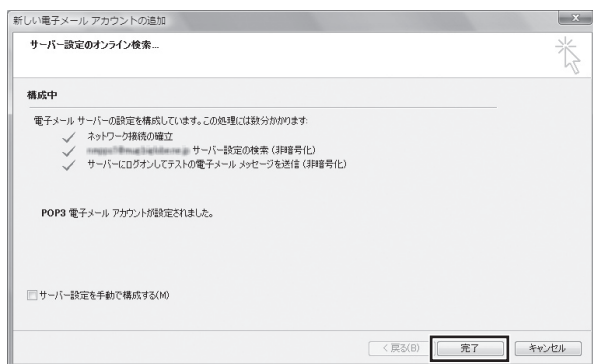 新しい電子メール アカウントの追加
サーバー設定のオンライン検索...
構成中
電子メール サーバーの設定を構成しています。この処理には数分かかります:
ネットワーク接続の確立
サーバー設定の検索 (非暗号化)
サーバーにログオンしてテストの電子メール メッセージを送信 (非暗号化)
POP3 電子メール アカウントが設定されました。
サーバー設定を手動で構成する(M)
< 戻る(B)
完了
キャンセル